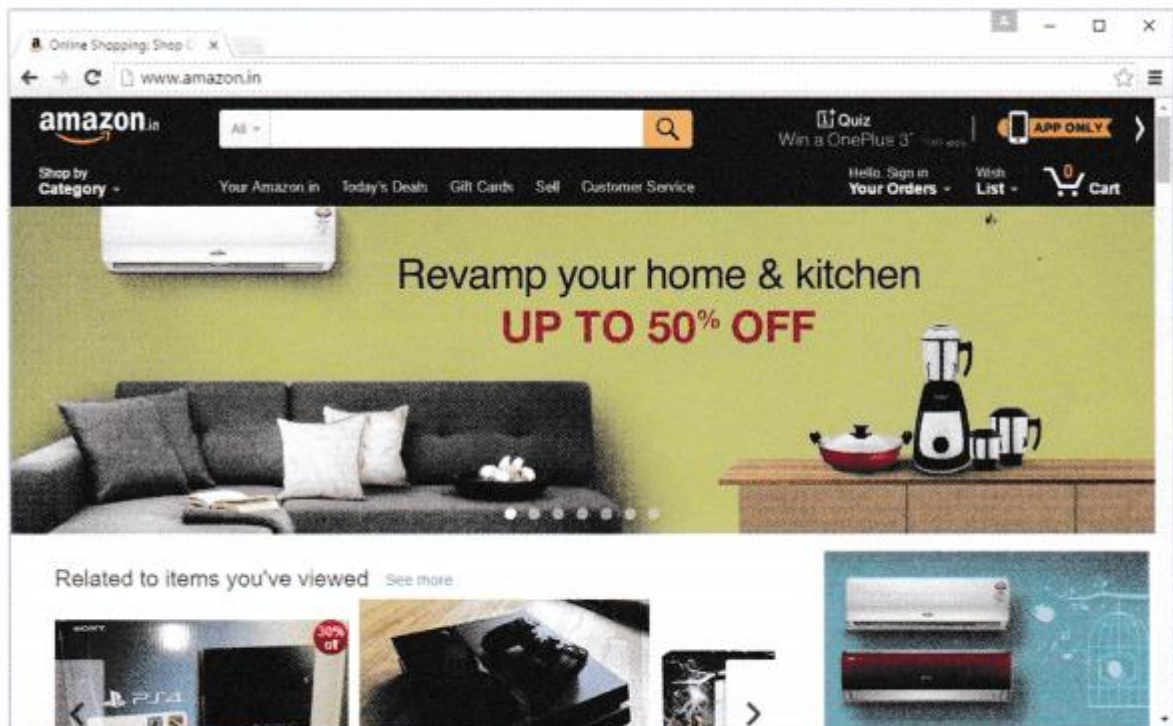 Online Shopping: Shop
www.amazon.in
amazon.in
All
Quiz
Win a OnePlus 3
APP ONLY
Shop by
Category
Your Amazon.in Today's Deals Gift Cards Sell Customer Service
Hello. Sign in
Your Orders
Wish
List
0
Cart
Revamp your home & kitchen
UP TO 50% OFF
Related to items you've viewed See more
SONY
30%
off
PS4